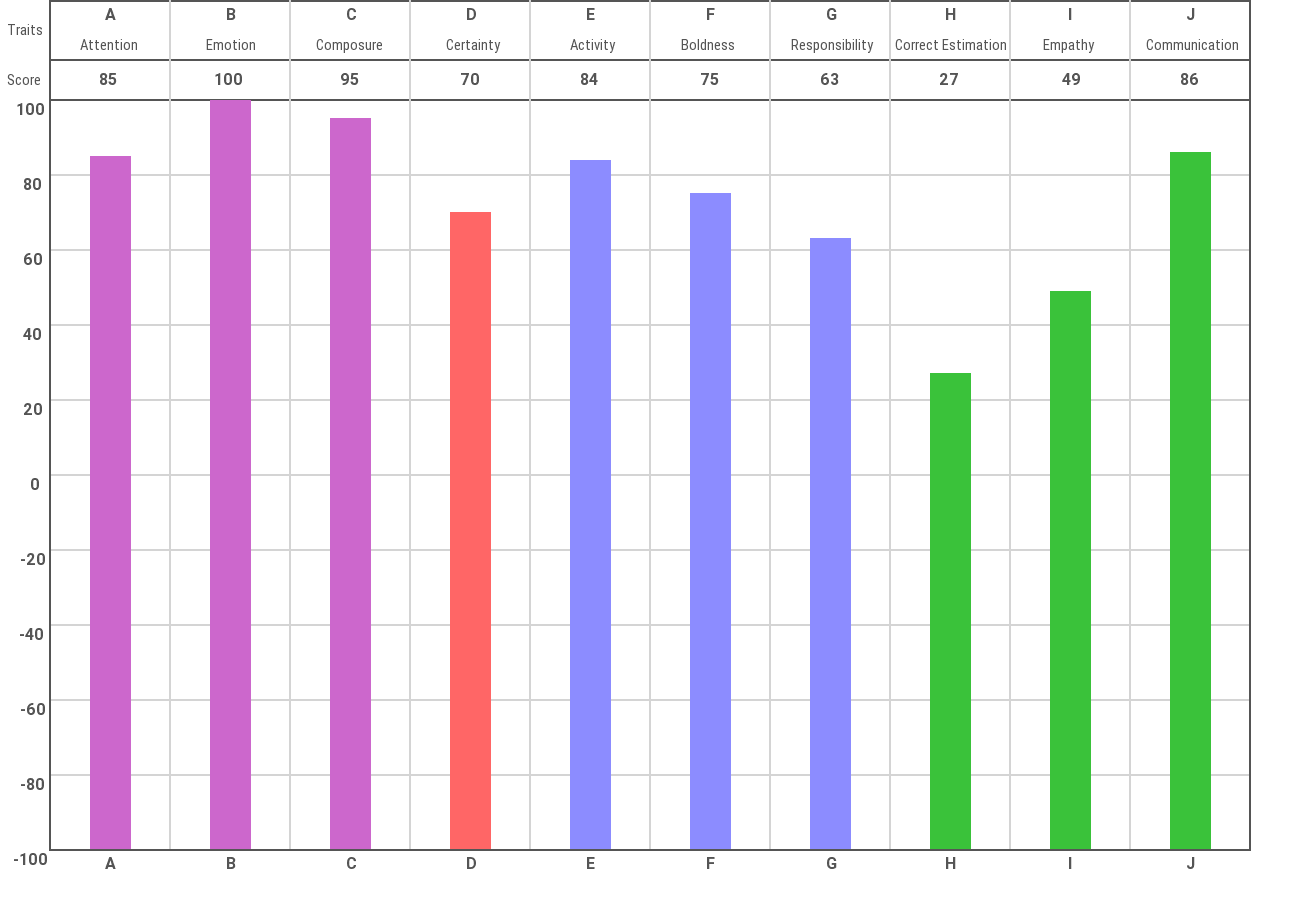 A B C D E F G H I J
Traits
Attention Emotion Composure Certainty Activity Boldness Responsibility Correct Estimation Empathy Communication
Score 85 100 95 70 84 75 63 27 49 86
100
80
60
40
20
0
-20
-40
-60
-80
-100
A B C D E F G H I J